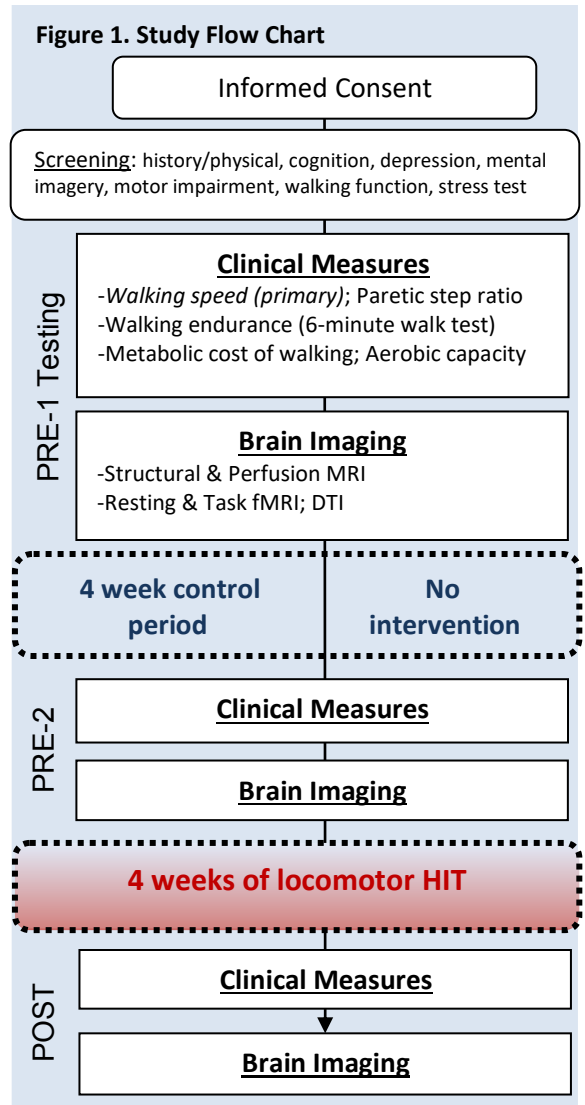 Figure 1. Study Flow Chart
Informed Consent
Screening: history/physical, cognition, depression, mental
imagery, motor impairment, walking function, stress test
PRE-1 Testing
Clinical Measures
-Walking speed (primary); Paretic step ratio
-Walking endurance (6-minute walk test)
-Metabolic cost of walking; Aerobic capacity
Brain Imaging
-Structural & Perfusion MRI
-Resting & Task fMRI; DTI
4 week control
period
No
intervention
PRE-2
Clinical Measures
Brain Imaging
4 weeks of locomotor HIT
POST
Clinical Measures
Brain Imaging